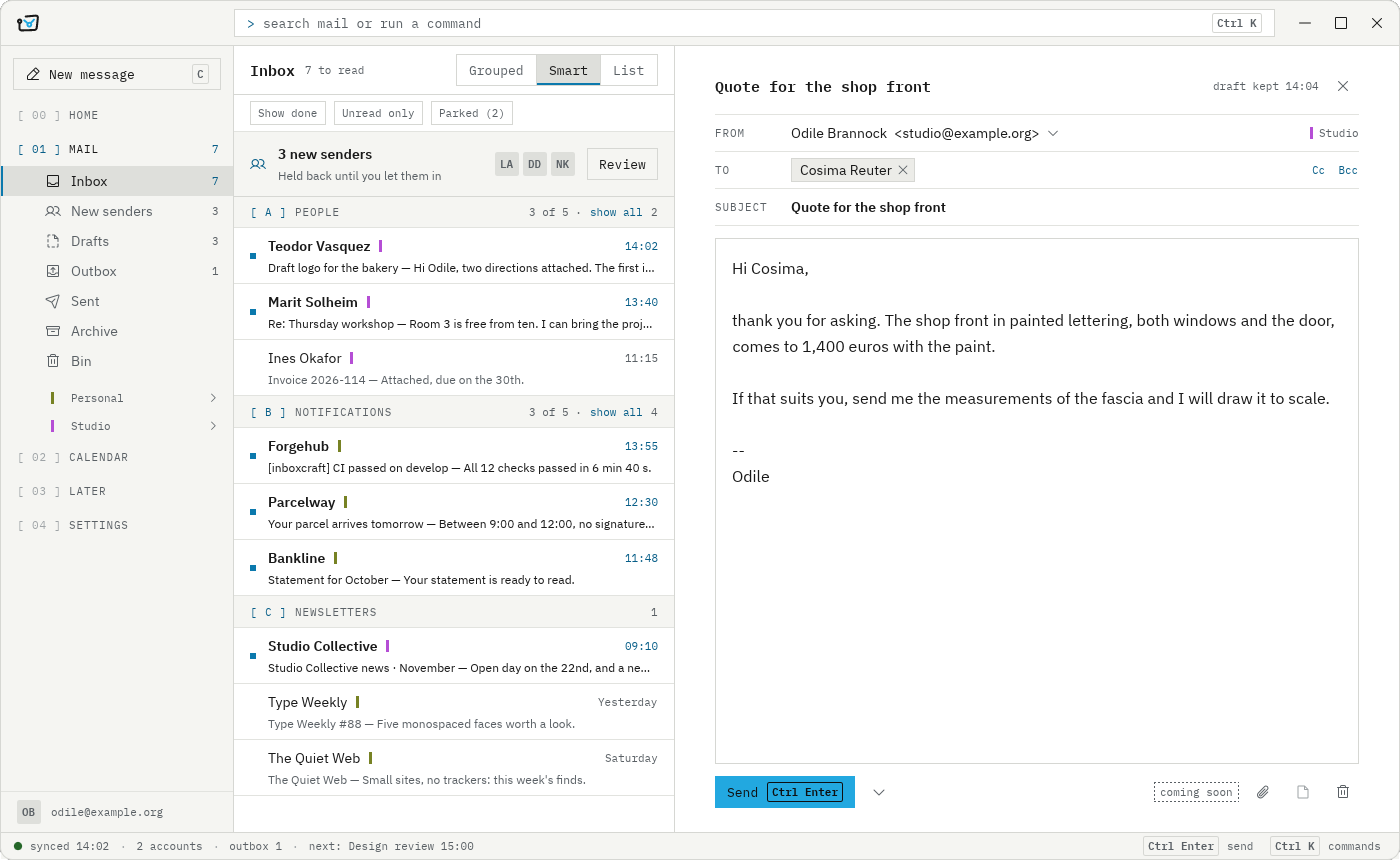 > search mail or run a command
Ctrl K
New message
C
[ 00 ] HOME
[ 01 ] MAIL 7
Inbox 7
New senders 3
Drafts 3
Outbox 1
Sent
Archive
Bin
Personal
Studio
[ 02 ] CALENDAR
[ 03 ] LATER
[ 04 ] SETTINGS
OB odile@example.org
Inbox 7 to read
Grouped Smart List
Show done Unread only Parked (2)
3 new senders
Held back until you let them in
LA DD NK Review
[ A ] PEOPLE 3 of 5 · show all 2
Teodor Vasquez 14:02
Draft logo for the bakery — Hi Odile, two directions attached. The first i…
Marit Solheim 13:40
Re: Thursday workshop — Room 3 is free from ten. I can bring the proj…
Ines Okafor 11:15
Invoice 2026-114 — Attached, due on the 30th.
[ B ] NOTIFICATIONS 3 of 5 · show all 4
Forgehub 13:55
[inboxcraft] CI passed on develop — All 12 checks passed in 6 min 40 s.
Parcelway 12:30
Your parcel arrives tomorrow — Between 9:00 and 12:00, no signature…
Bankline 11:48
Statement for October — Your statement is ready to read.
[ C ] NEWSLETTERS 1
Studio Collective 09:10
Studio Collective news · November — Open day on the 22nd, and a ne…
Type Weekly Yesterday
Type Weekly #88 — Five monospaced faces worth a look.
The Quiet Web Saturday
The Quiet Web — Small sites, no trackers: this week's finds.
Quote for the shop front
draft kept 14:04
FROM Odile Brannock <studio@example.org> Studio
TO Cosima Reuter Cc Bcc
SUBJECT Quote for the shop front
Hi Cosima,
thank you for asking. The shop front in painted lettering, both windows and the door,
comes to 1,400 euros with the paint.
If that suits you, send me the measurements of the fascia and I will draw it to scale.
--
Odile
Send Ctrl Enter
coming soon
synced 14:02 · 2 accounts · outbox 1 · next: Design review 15:00
Ctrl Enter send Ctrl K commands